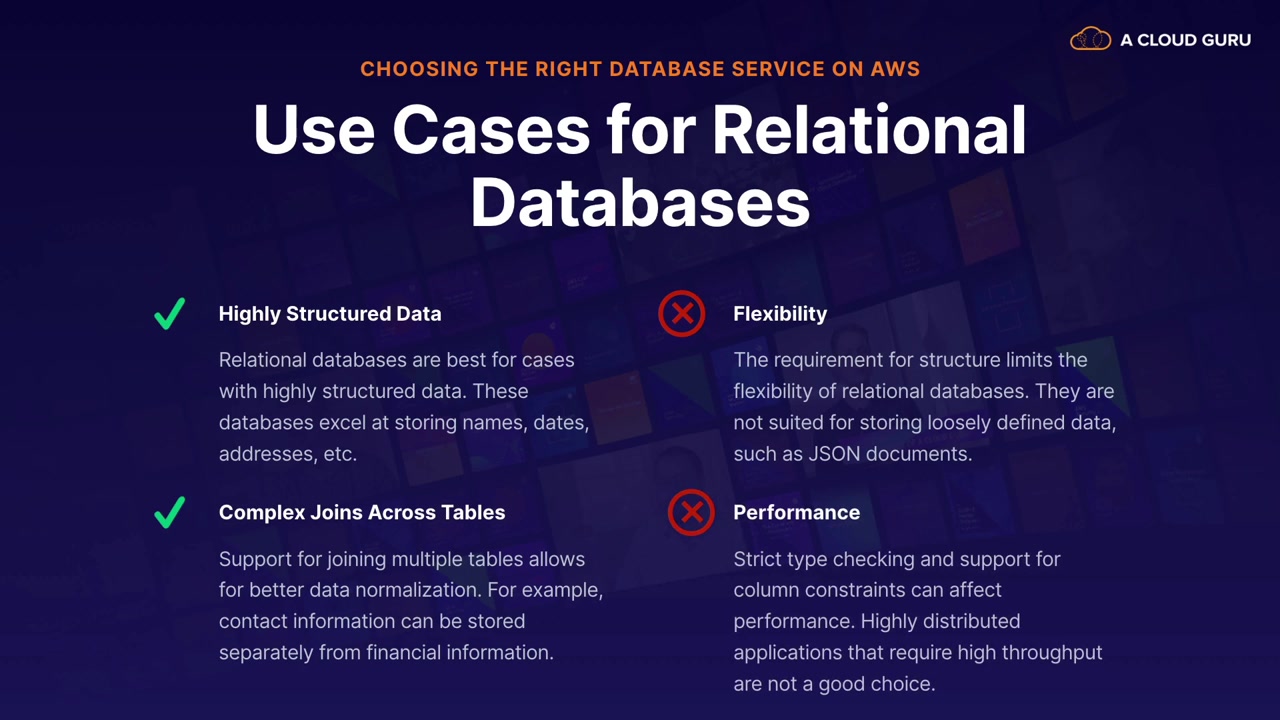 A CLOUD GURU
CHOOSING THE RIGHT DATABASE SERVICE ON AWS
Use Cases for Relational
Databases
Highly Structured Data
Relational databases are best for cases
with highly structured data. These
databases excel at storing names, dates,
addresses, etc.
Flexibility
The requirement for structure limits the
flexibility of relational databases. They are
not suited for storing loosely defined data,
such as JSON documents.
Complex Joins Across Tables
Support for joining multiple tables allows
for better data normalization. For example,
contact information can be stored
separately from financial information.
Performance
Strict type checking and support for
column constraints can affect
performance. Highly distributed
applications that require high throughput
are not a good choice.